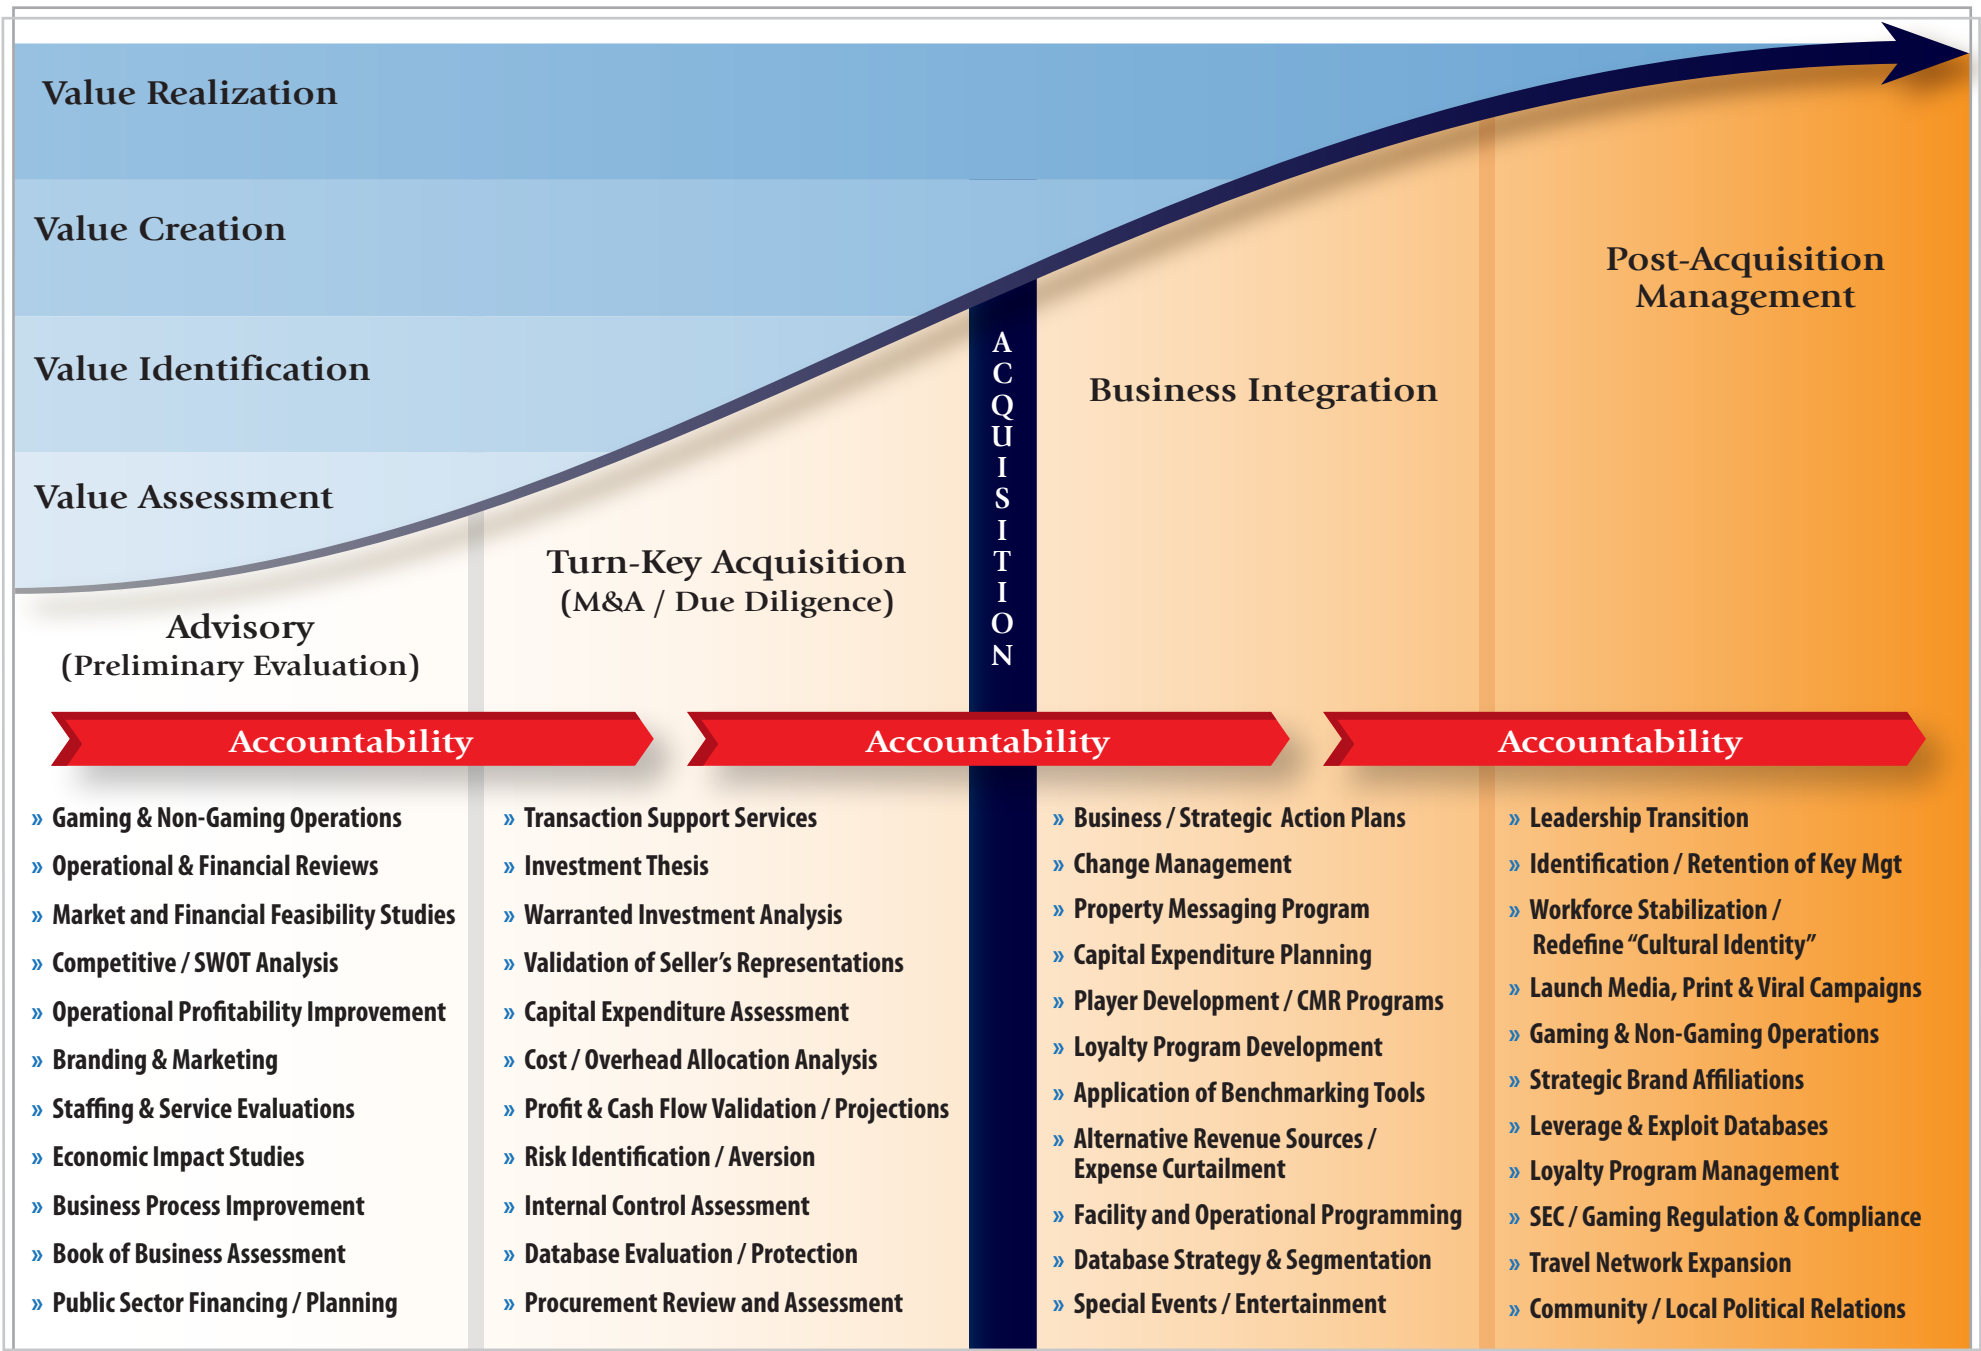 Value Realization
Value Creation
Value Identification
Value Assessment
Advisory
(Preliminary Evaluation)
Turn-Key Acquisition
(M&A / Due Diligence)
ACQUISITION
Business Integration
Post-Acquisition
Management
Accountability
Accountability
Accountability
» Gaming & Non-Gaming Operations
» Operational & Financial Reviews
» Market and Financial Feasibility Studies
» Competitive / SWOT Analysis
» Operational Profitability Improvement
» Branding & Marketing
» Staffing & Service Evaluations
» Economic Impact Studies
» Business Process Improvement
» Book of Business Assessment
» Public Sector Financing / Planning
» Transaction Support Services
» Investment Thesis
» Warranted Investment Analysis
» Validation of Seller's Representations
» Capital Expenditure Assessment
» Cost / Overhead Allocation Analysis
» Profit & Cash Flow Validation / Projections
» Risk Identification / Aversion
» Internal Control Assessment
» Database Evaluation / Protection
» Procurement Review and Assessment
» Business / Strategic Action Plans
» Change Management
» Property Messaging Program
» Capital Expenditure Planning
» Player Development / CMR Programs
» Loyalty Program Development
» Application of Benchmarking Tools
» Alternative Revenue Sources /
Expense Curtailment
» Facility and Operational Programming
» Database Strategy & Segmentation
» Special Events / Entertainment
» Leadership Transition
» Identification / Retention of Key Mgt
» Workforce Stabilization /
Redefine “Cultural Identity”
» Launch Media, Print & Viral Campaigns
» Gaming & Non-Gaming Operations
» Strategic Brand Affiliations
» Leverage & Exploit Databases
» Loyalty Program Management
» SEC / Gaming Regulation & Compliance
» Travel Network Expansion
» Community / Local Political Relations